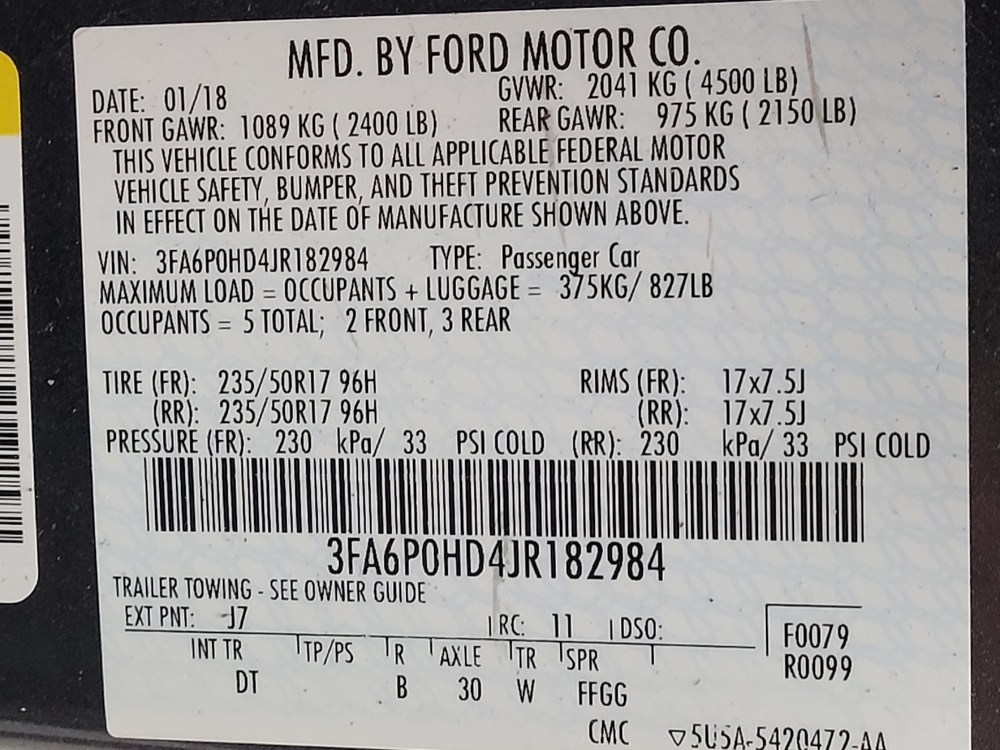 MFD. BY FORD MOTOR CO.
DATE: 01/18 GVWR: 2041 KG ( 4500 LB)
FRONT GAWR: 1089 KG ( 2400 LB) REAR GAWR: 975 KG ( 2150 LB)
THIS VEHICLE CONFORMS TO ALL APPLICABLE FEDERAL MOTOR
VEHICLE SAFETY, BUMPER, AND THEFT PREVENTION STANDARDS
IN EFFECT ON THE DATE OF MANUFACTURE SHOWN ABOVE.
VIN: 3FA6P0HD4JR182984 TYPE: Passenger Car
MAXIMUM LOAD = OCCUPANTS + LUGGAGE = 375KG/ 827LB
OCCUPANTS = 5 TOTAL; 2 FRONT, 3 REAR
TIRE (FR): 235/50R17 96H RIMS (FR): 17x7.5J
(RR): 235/50R17 96H (RR): 17x7.5J
PRESSURE (FR): 230 kPa/ 33 PSI COLD (RR): 230 kPa/ 33 PSI COLD
3FA6P0HD4JR182984
TRAILER TOWING - SEE OWNER GUIDE
EXT PNT: J7 RC: 11 DSO: F0079
INT TR TP/PS R AXLE TR SPR R0099
DT B 30 W FFGG
CMC ▽5U5A-5420472-AA